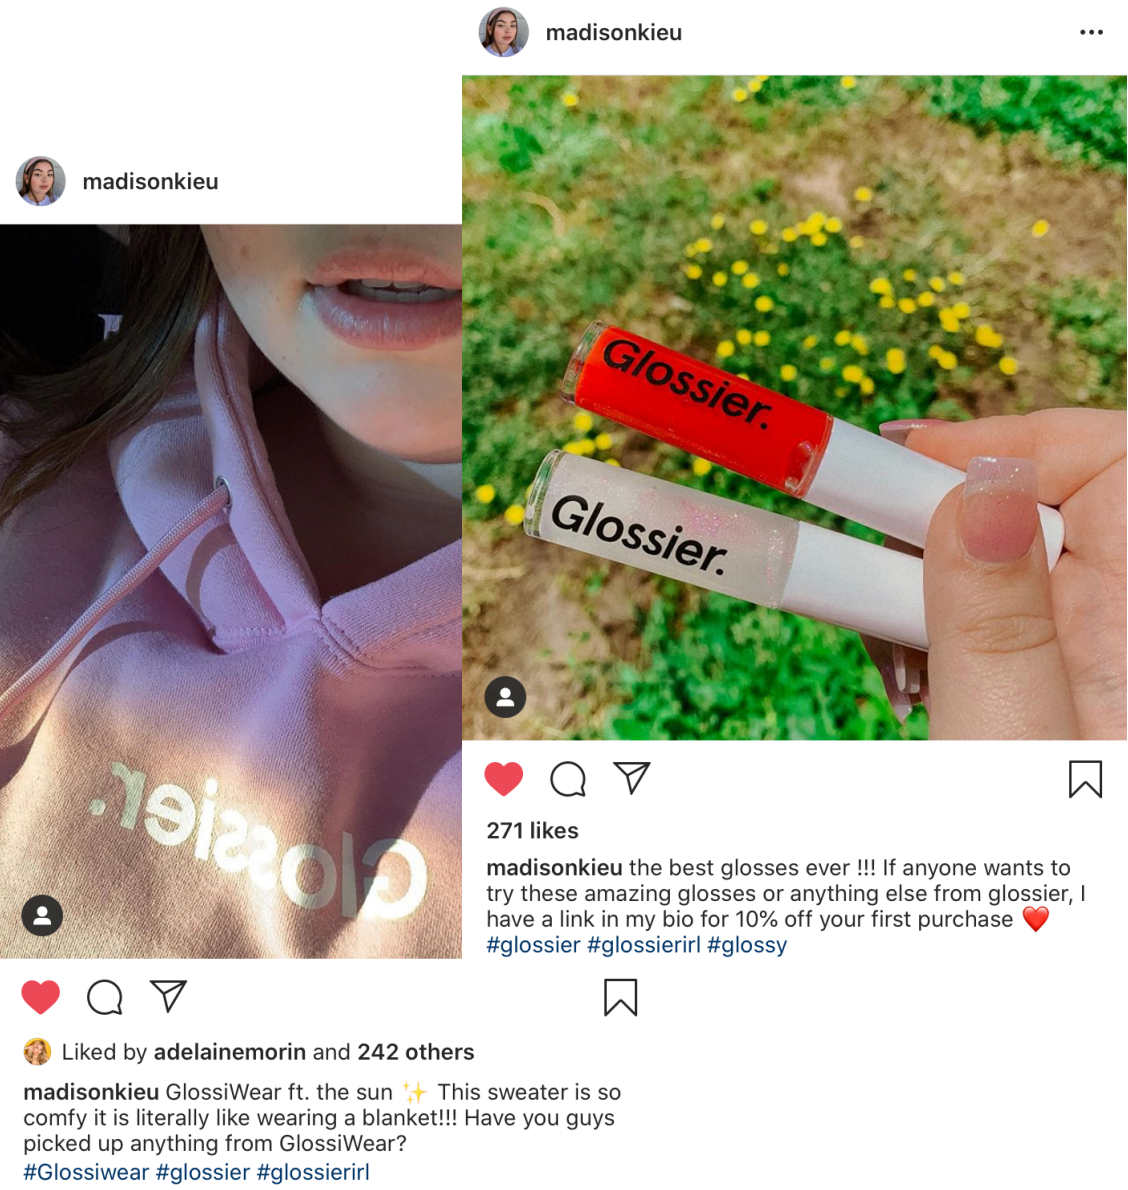 madisonkieu
Glossier.
Liked by adelainemorin and 242 others
madisonkieu GlossiWear ft. the sun ✨ This sweater is so
comfy it is literally like wearing a blanket!!! Have you guys
picked up anything from GlossiWear?
#Glossiwear #glossier #glossierirl
madisonkieu
Glossier.
Glossier.
271 likes
madisonkieu the best glosses ever !!! If anyone wants to
try these amazing glosses or anything else from glossier, I
have a link in my bio for 10% off your first purchase ❤️
#glossier #glossierirl #glossy